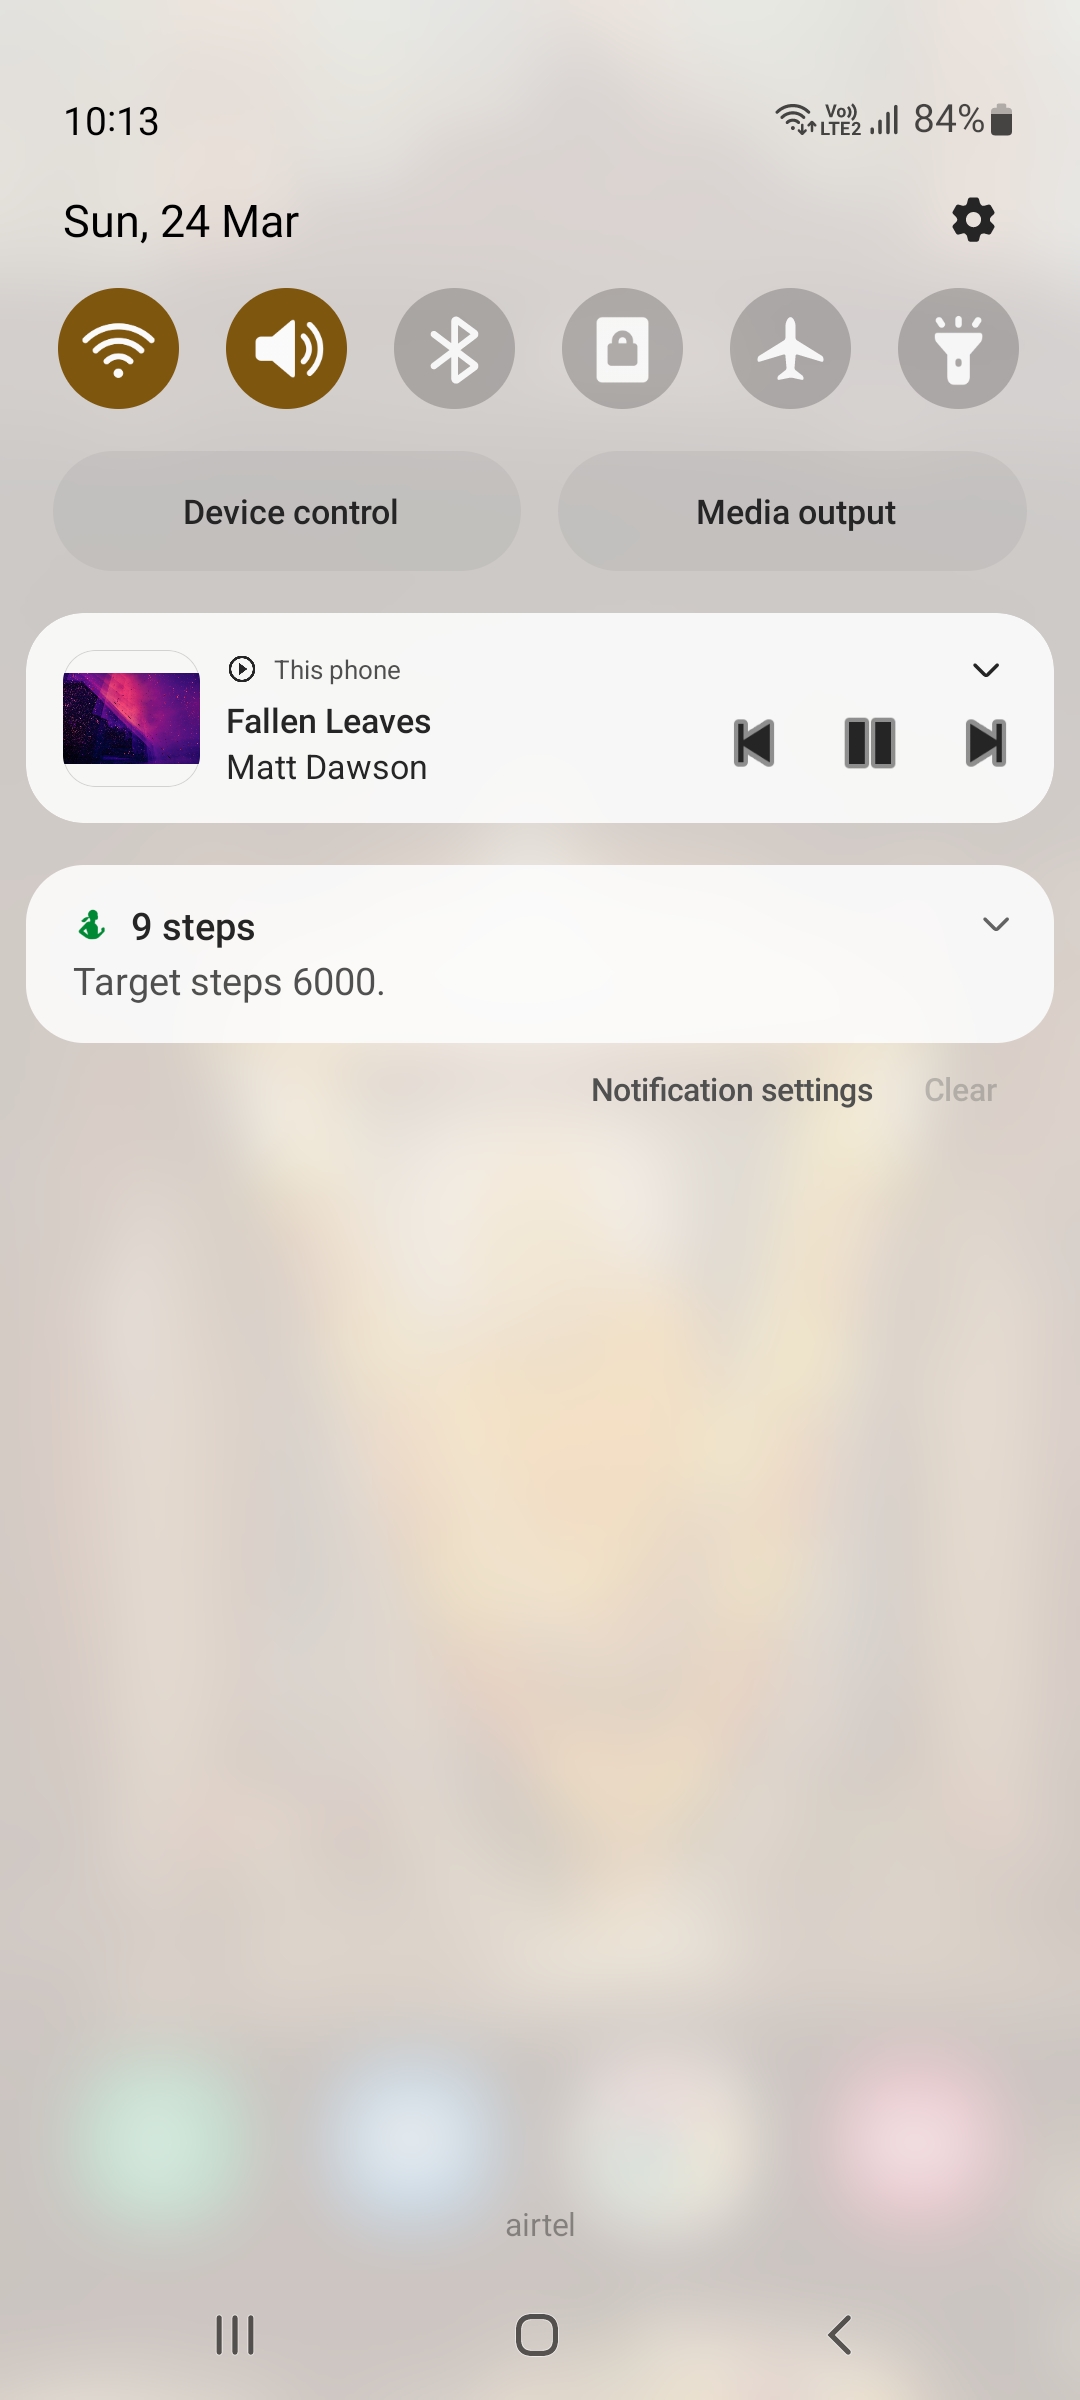 10:13
Vo)) LTE2 84%
Sun, 24 Mar
Device control
Media output
This phone
Fallen Leaves
Matt Dawson
9 steps
Target steps 6000.
Notification settings
Clear
airtel